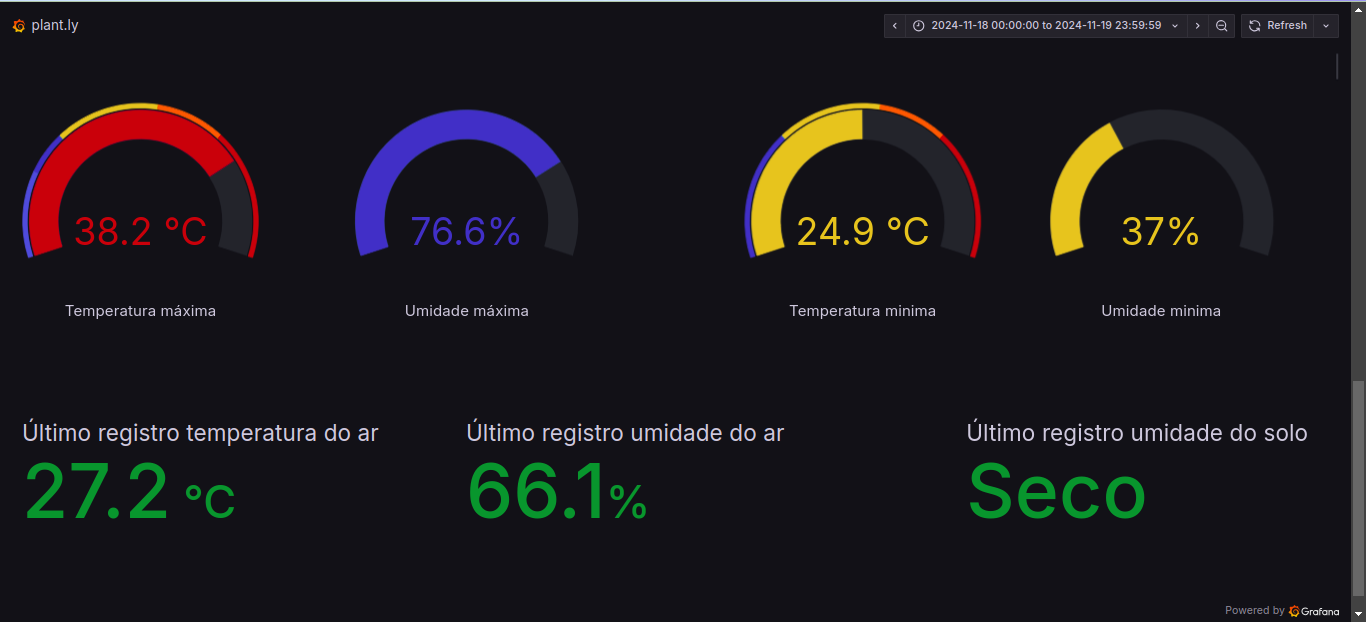 plant.ly
2024-11-18 00:00:00 to 2024-11-19 23:59:59
Refresh
38.2 °C
76.6%
24.9 °C
37%
Temperatura máxima
Umidade máxima
Temperatura minima
Umidade minima
Último registro temperatura do ar
Último registro umidade do ar
Último registro umidade do solo
27.2 °C
66.1%
Seco
Powered by Grafana